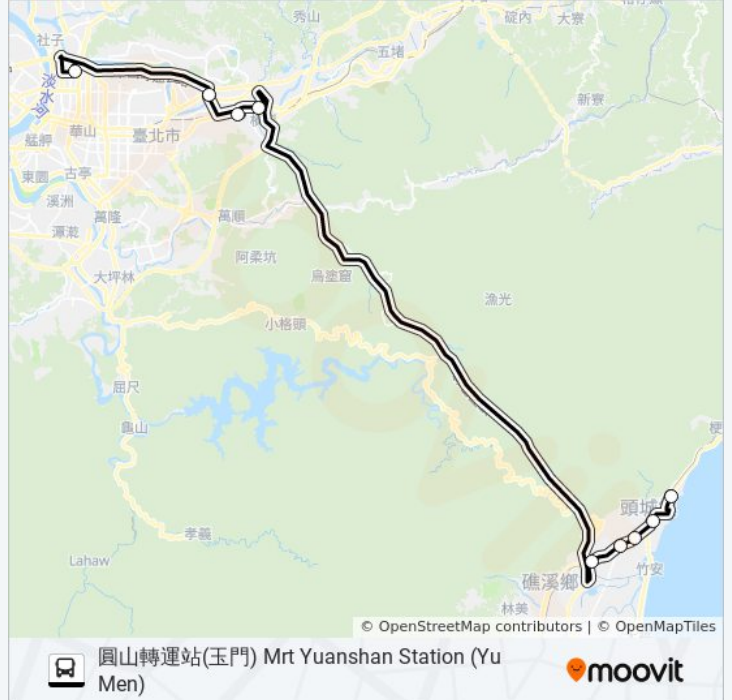 秀山
碇內
大寮
社子
五堵
新寮
淡水河
華山
臺北市
艋舺
東園
古亭
溪洲
萬隆
萬順
潭漧
阿柔坑
烏塗窟
大坪林
漁光
小格頭
屈尺
龜山
梗
頭城
孝義
Lahaw
竹安
礁溪鄉
林美
© OpenStreetMap contributors | © OpenMapTiles
圓山轉運站(玉門) Mrt Yuanshan Station (Yu
Men)
moovit